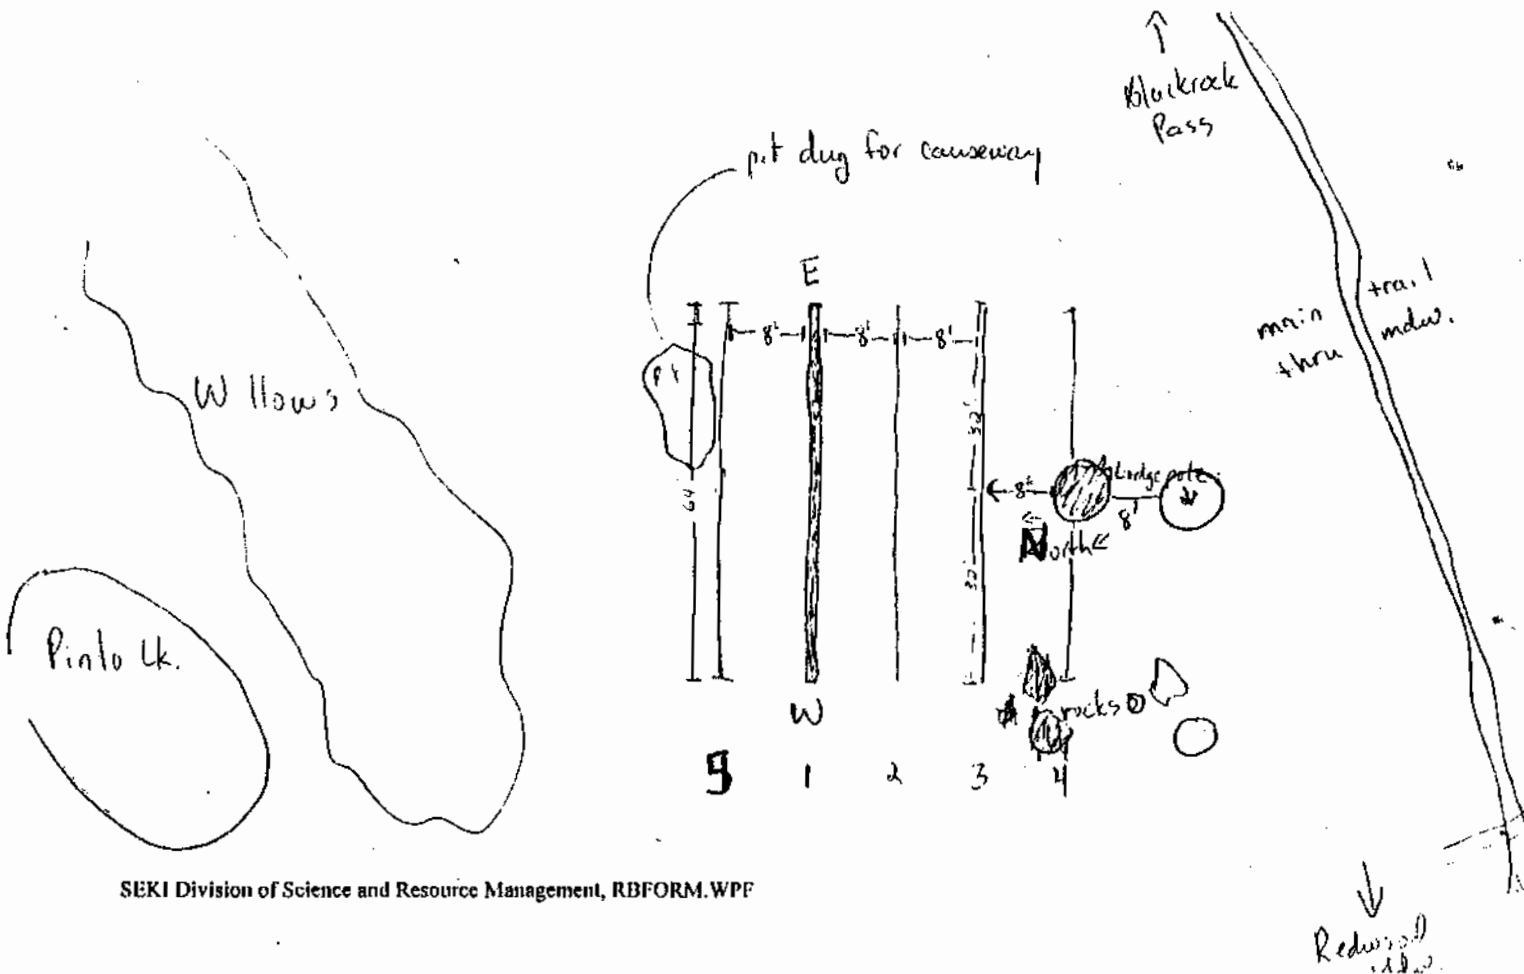 Blackrock
Pass
pit dug for causeway
E
main trail
thru mdw.
8' 8' 8'
Pit
Willows
32'
64'
8' Lodgepole
8'
North
Pinto Lk.
rocks
W
1 2 3 4
SEKI Division of Science and Resource Management, RBFORM.WPF
Redwood